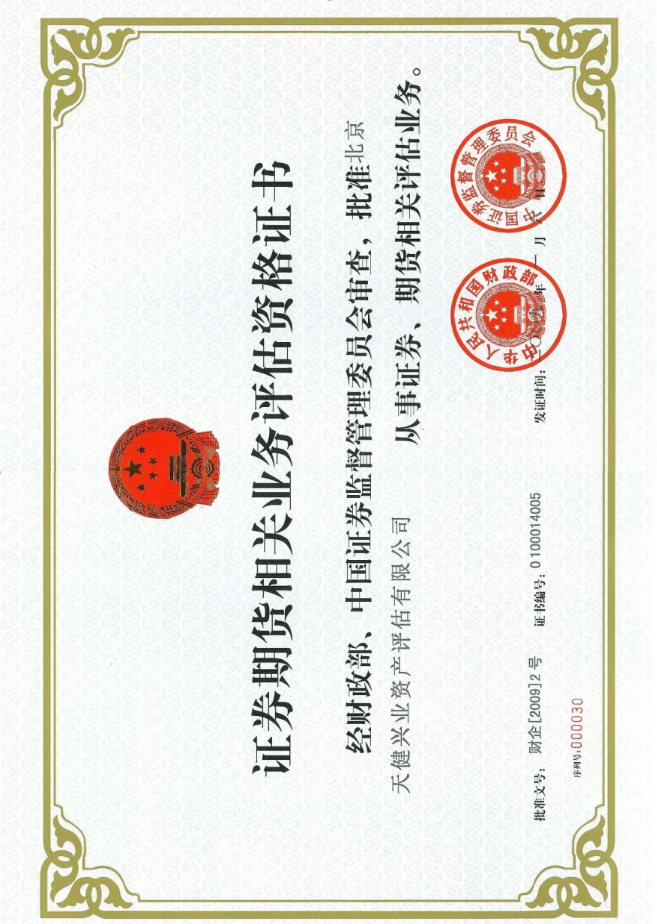 证券期货相关业务评估资格证书
经财政部、中国证券监督管理委员会审查，批准北京
天健兴业资产评估有限公司 从事证券、期货相关评估业务。
中华人民共和国财政部
中国证券监督管理委员会
批准文号： 财企[2009]2 号 证书编号：0100014005 发证时间： 年 月
序列号：000030